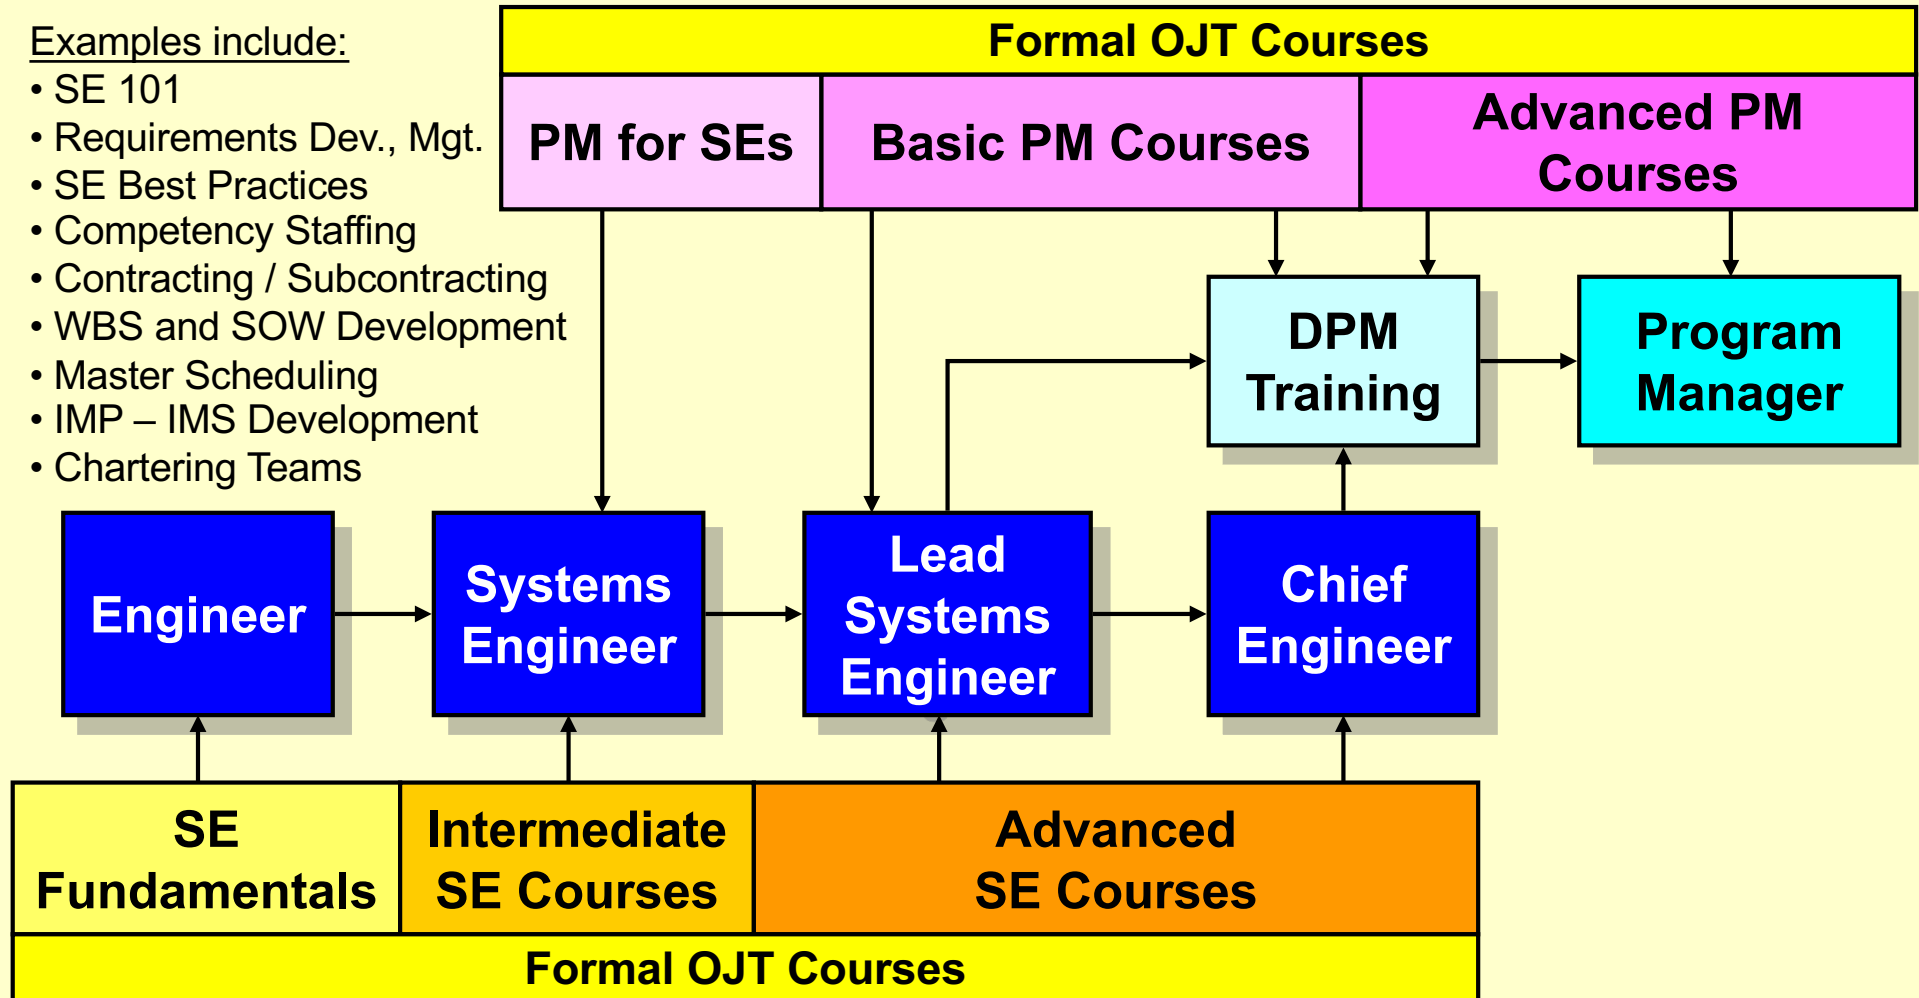 Examples include:
• SE 101
• Requirements Dev., Mgt.
• SE Best Practices
• Competency Staffing
• Contracting / Subcontracting
• WBS and SOW Development
• Master Scheduling
• IMP – IMS Development
• Chartering Teams
Formal OJT Courses
PM for SEs
Basic PM Courses
Advanced PM
Courses
DPM
Training
Program
Manager
Engineer
Systems
Engineer
Lead
Systems
Engineer
Chief
Engineer
SE
Fundamentals
Intermediate
SE Courses
Advanced
SE Courses
Formal OJT Courses